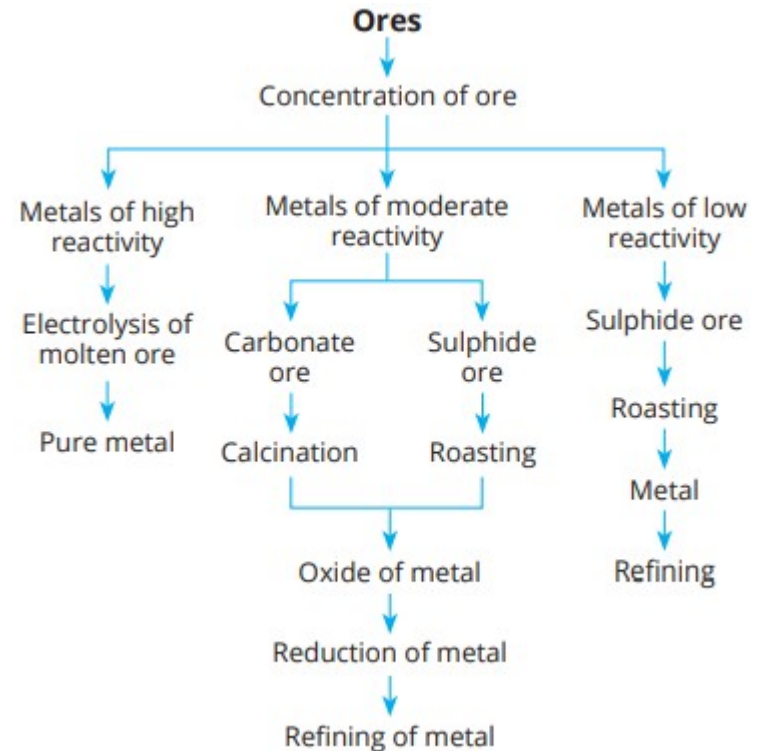 Ores
Concentration of ore
Metals of high
reactivity
Metals of moderate
reactivity
Metals of low
reactivity
Electrolysis of
molten ore
Carbonate
ore
Sulphide
ore
Sulphide ore
Pure metal
Calcination
Roasting
Roasting
Metal
Oxide of metal
Refining
Reduction of metal
Refining of metal